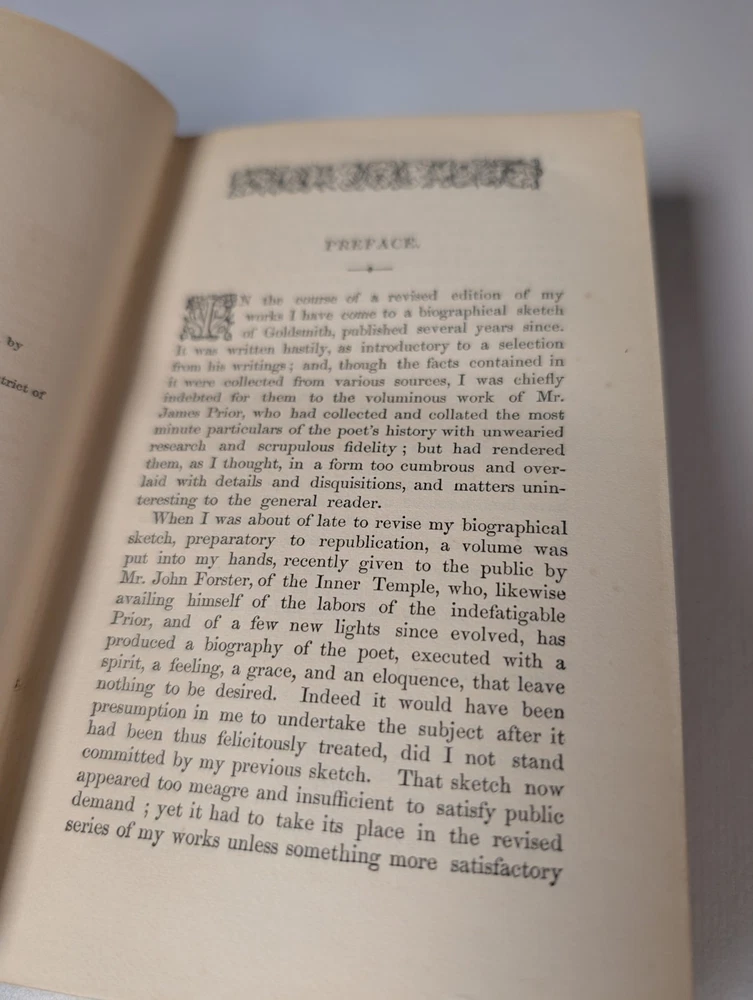 by
trict of
PREFACE.
IN the course of a revised edition of my
works I have come to a biographical sketch
of Goldsmith, published several years since.
It was written hastily, as introductory to a selection
from his writings; and, though the facts contained in
it were collected from various sources, I was chiefly
indebted for them to the voluminous work of Mr.
James Prior, who had collected and collated the most
minute particulars of the poet's history with unwearied
research and scrupulous fidelity; but had rendered
them, as I thought, in a form too cumbrous and over-
laid with details and disquisitions, and matters unin-
teresting to the general reader.
When I was about of late to revise my biographical
sketch, preparatory to republication, a volume was
put into my hands, recently given to the public by
Mr. John Forster, of the Inner Temple, who, likewise
availing himself of the labors of the indefatigable
Prior, and of a few new lights since evolved, has
produced a biography of the poet, executed with a
spirit, a feeling, a grace, and an eloquence, that leave
nothing to be desired. Indeed it would have been
presumption in me to undertake the subject after it
had been thus felicitously treated, did I not stand
committed by my previous sketch. That sketch now
appeared too meagre and insufficient to satisfy public
demand; yet it had to take its place in the revised
series of my works unless something more satisfactory